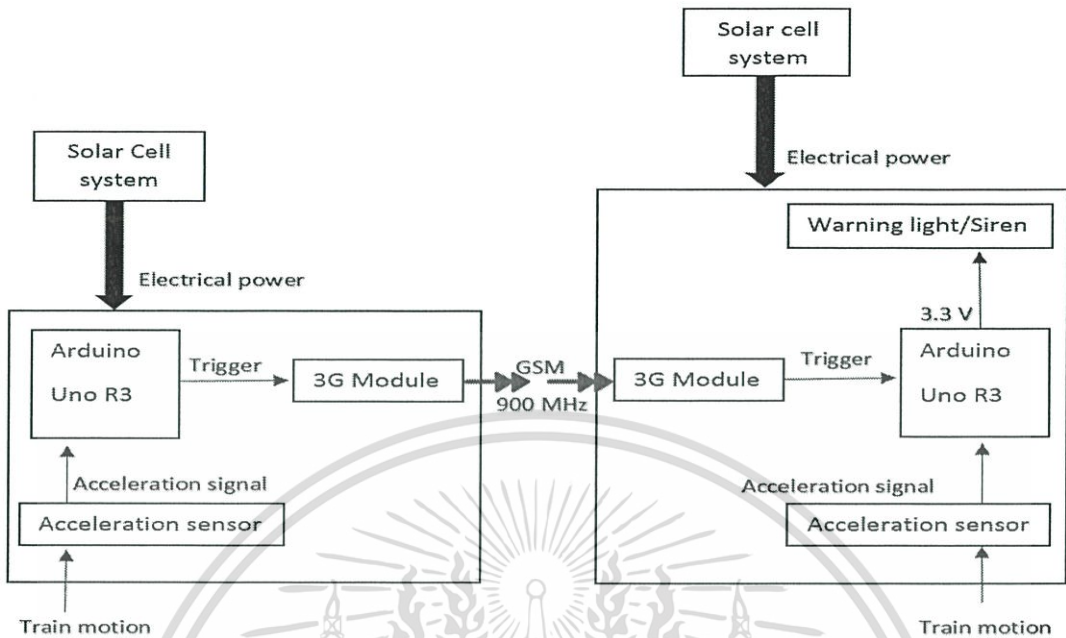 Solar cell
system
Electrical power
Solar Cell
system
Electrical power
Arduino
Uno R3
Trigger
3G Module
Acceleration signal
Acceleration sensor
Train motion
GSM
900 MHz
Warning light/Siren
3.3 V
3G Module
Trigger
Arduino
Uno R3
Acceleration signal
Acceleration sensor
Train motion